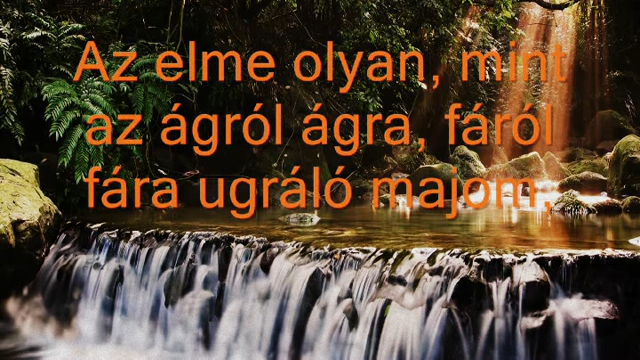 Az elme olyan, mint
az ágról ágra, fáról
fára ugráló majom.